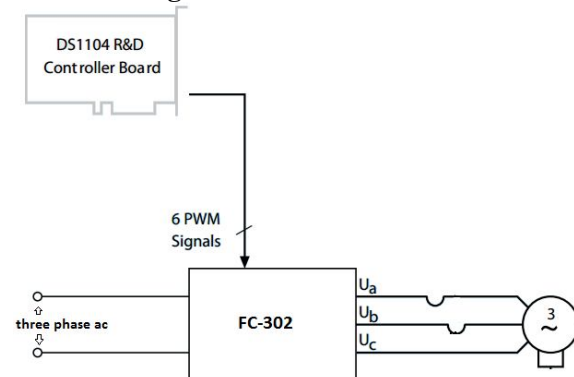 DS1104 R&D
Controller Board
6 PWM
Signals
three phase ac
FC-302
Ua
Ub
Uc
3
~